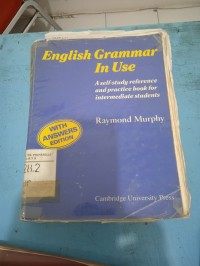 English Grammar
In Use
A self-study reference
and practice book for
intermediate students
Raymond Murphy
WITH
ANSWERS
EDITION
Cambridge University Press